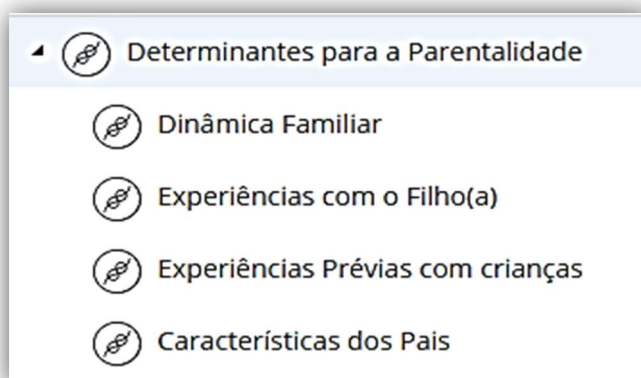 Determinantes para a Parentalidade
Dinâmica Familiar
Experiências com o Filho(a)
Experiências Prévias com crianças
Características dos Pais